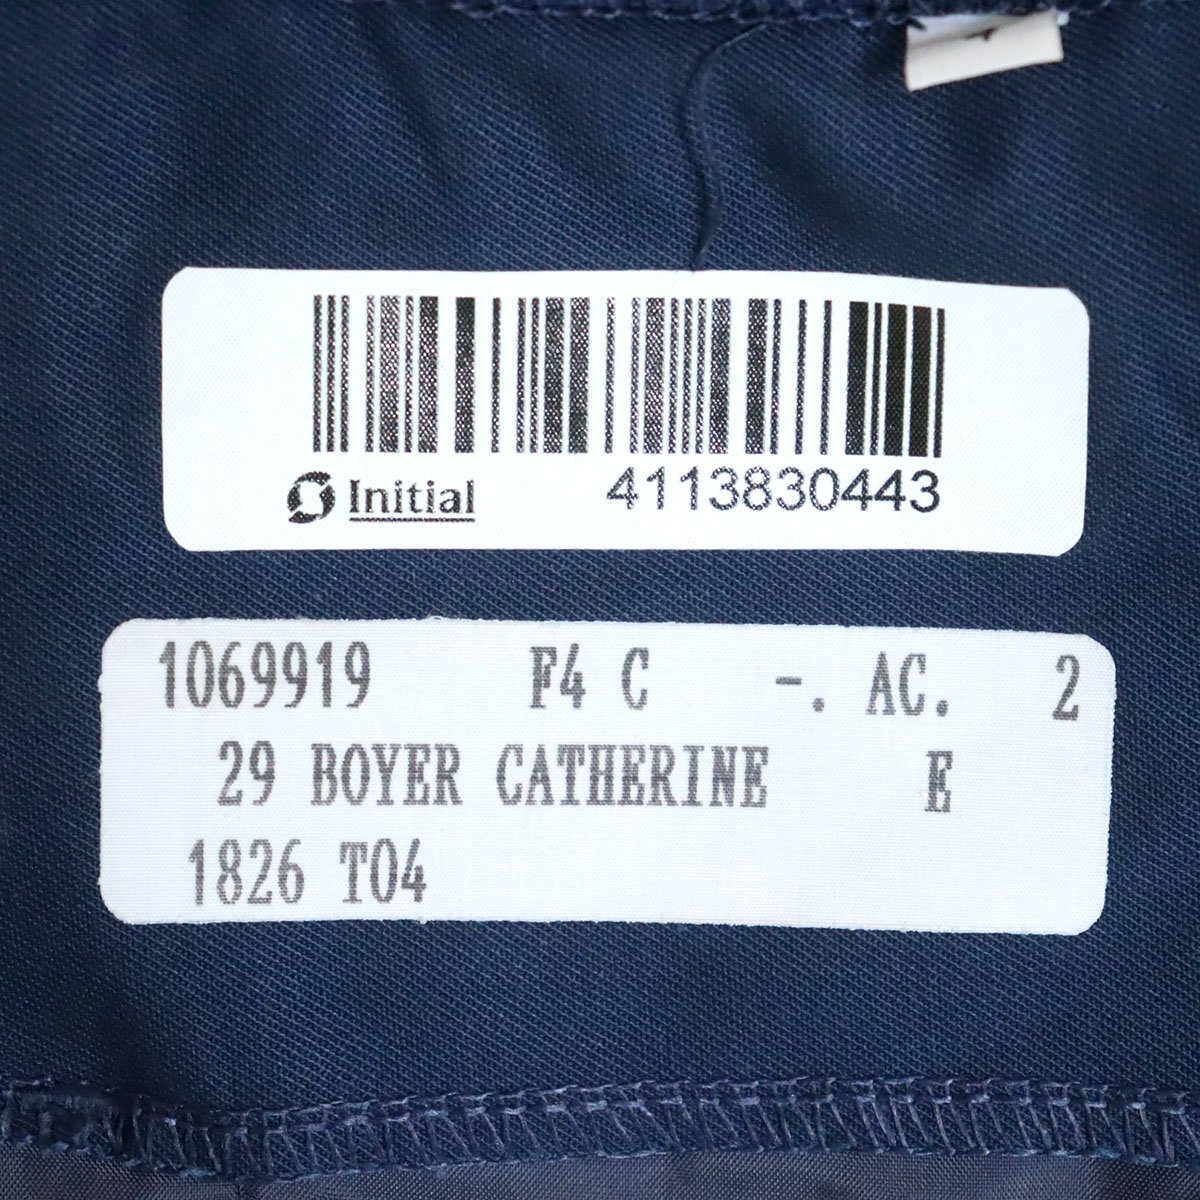 Initial 4113830443
1069919 F4 C -. AC. 2
29 BOYER CATHERINE E
1826 T04